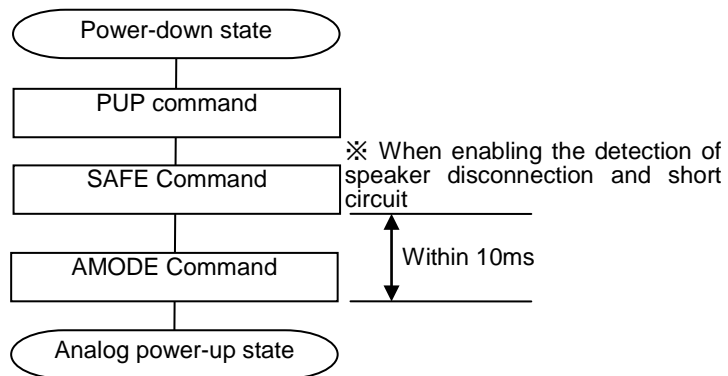 Power-down state
PUP command
※ When enabling the detection of
speaker disconnection and short
circuit
SAFE Command
Within 10ms
AMODE Command
Analog power-up state